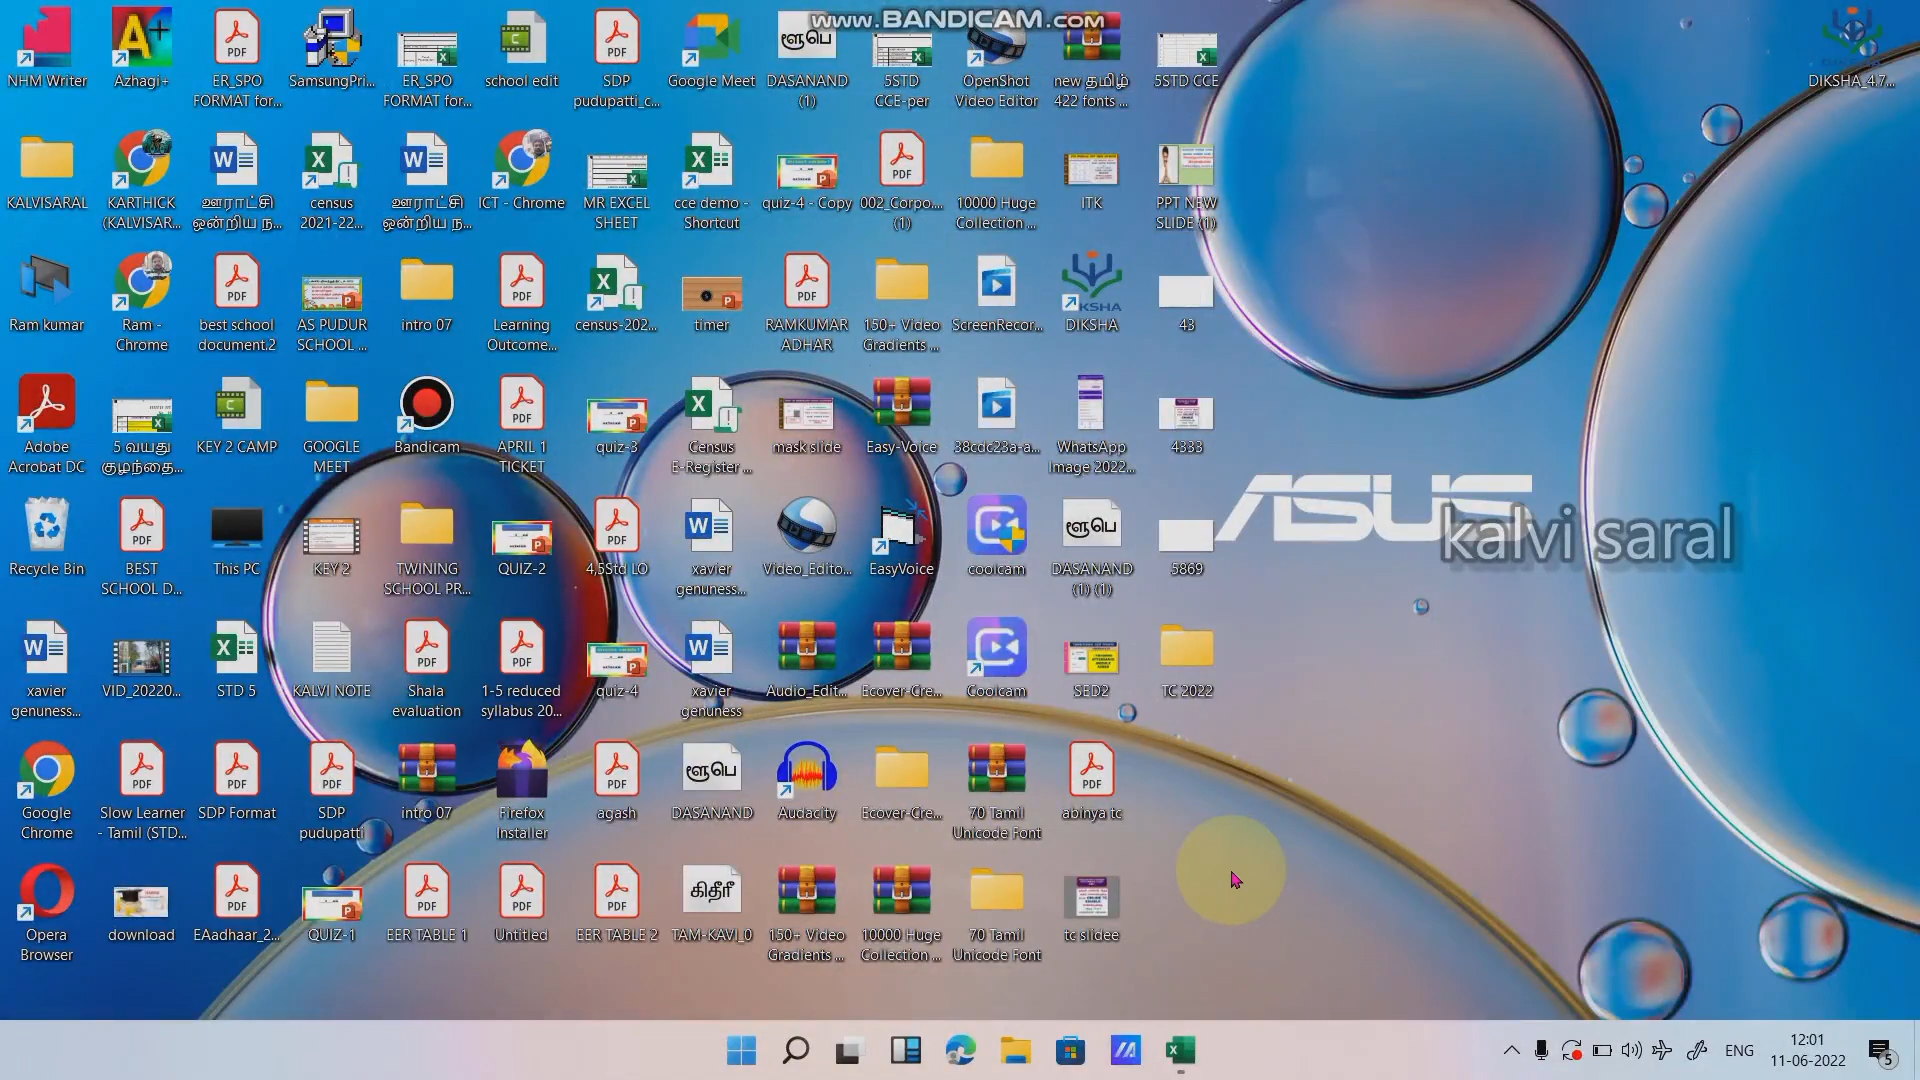 www.BANDICAM.com
NHM Writer
Azhagi+
ER_SPO
FORMAT for...
SamsungPri...
ER_SPO
FORMAT for...
school edit
SDP
pudupatti_c...
Google Meet
DASANAND
(1)
5STD
CCE-per
OpenShot
Video Editor
new தமிழ்
422 fonts ...
5STD CCE
DIKSHA_4.7...
KALVISARAL
KARTHICK
(KALVISAR...
ஊராட்சி
ஒன்றிய ந...
census
2021-22...
ஊராட்சி
ஒன்றிய ந...
ICT - Chrome
MR EXCEL
SHEET
cce demo -
Shortcut
quiz-4 - Copy
002_Corpo...
(1)
10000 Huge
Collection ...
ITK
PPT NEW
SLIDE (1)
Ram kumar
Ram -
Chrome
best school
document.2
AS PUDUR
SCHOOL ...
intro 07
Learning
Outcome...
census-202...
timer
RAMKUMAR
ADHAR
150+ Video
Gradients ...
ScreenRecor...
DIKSHA
43
Adobe
Acrobat DC
5 வயது
குழந்தை...
KEY 2 CAMP
GOOGLE
MEET
Bandicam
APRIL 1
TICKET
quiz-3
Census
E-Register ...
mask slide
Easy-Voice
38cdc23a-a...
WhatsApp
Image 2022...
4333
ASUS
kalvi saral
Recycle Bin
BEST
SCHOOL D...
This PC
KEY 2
TWINING
SCHOOL PR...
QUIZ-2
4,5Std LO
xavier
genuness...
Video_Edito...
EasyVoice
coolcam
DASANAND
(1) (1)
5869
xavier
genuness...
VID_20220...
STD 5
KALVI NOTE
Shala
evaluation
1-5 reduced
syllabus 20...
quiz-4
xavier
genuness
Audio_Edit...
Ecover-Cre...
Coolcam
SED2
TC 2022
Google
Chrome
Slow Learner
- Tamil (STD...
SDP Format
SDP
pudupatti
intro 07
Firefox
Installer
agash
DASANAND
Audacity
Ecover-Cre...
70 Tamil
Unicode Font
abinya tc
Opera
Browser
download
EAadhaar_2...
QUIZ-1
EER TABLE 1
Untitled
EER TABLE 2
TAM-KAVI_0
150+ Video
Gradients ...
10000 Huge
Collection ...
70 Tamil
Unicode Font
tc slidee
ENG
12:01
11-06-2022
5